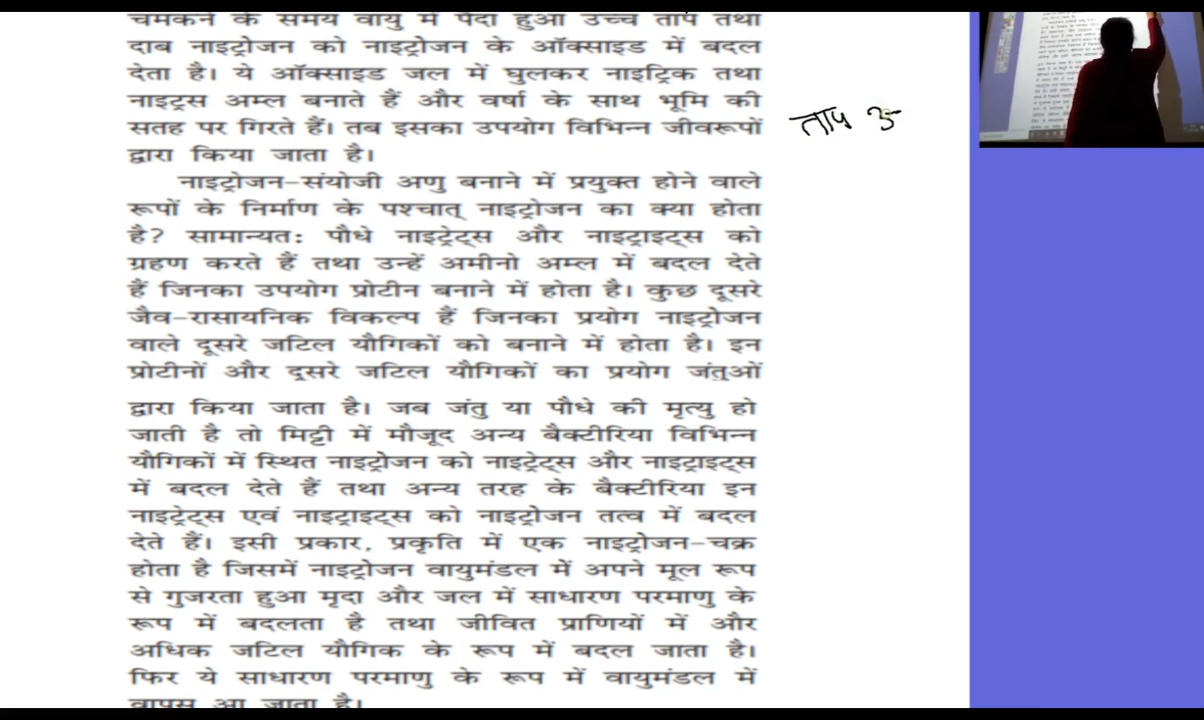 चमकने के समय वायु में पैदा हुआ उच्च ताप तथा
दाब नाइट्रोजन को नाइट्रोजन के ऑक्साइड में बदल
देता है। ये ऑक्साइड जल में घुलकर नाइट्रिक तथा
नाइट्रस अम्ल बनाते हैं और वर्षा के साथ भूमि की
सतह पर गिरते हैं। तब इसका उपयोग विभिन्न जीवरूपों
द्वारा किया जाता है।
ताप
नाइट्रोजन-संयोजी अणु बनाने में प्रयुक्त होने वाले
रूपों के निर्माण के पश्चात् नाइट्रोजन का क्या होता
है? सामान्यतः पौधे नाइट्रेट्स और नाइट्राइट्स को
ग्रहण करते हैं तथा उन्हें अमीनो अम्ल में बदल देते
हैं जिनका उपयोग प्रोटीन बनाने में होता है। कुछ दूसरे
जैव-रासायनिक विकल्प हैं जिनका प्रयोग नाइट्रोजन
वाले दूसरे जटिल यौगिकों को बनाने में होता है। इन
प्रोटीनों और दूसरे जटिल यौगिकों का प्रयोग जंतुओं
द्वारा किया जाता है। जब जंतु या पौधे की मृत्यु हो
जाती है तो मिट्टी में मौजूद अन्य बैक्टीरिया विभिन्न
यौगिकों में स्थित नाइट्रोजन को नाइट्रेट्स और नाइट्राइट्स
में बदल देते हैं तथा अन्य तरह के बैक्टीरिया इन
नाइट्रेट्स एवं नाइट्राइट्स को नाइट्रोजन तत्व में बदल
देते हैं। इसी प्रकार, प्रकृति में एक नाइट्रोजन-चक्र
होता है जिसमें नाइट्रोजन वायुमंडल में अपने मूल रूप
से गुजरता हुआ मृदा और जल में साधारण परमाणु के
रूप में बदलता है तथा जीवित प्राणियों में और
अधिक जटिल यौगिक के रूप में बदल जाता है।
फिर ये साधारण परमाणु के रूप में वायुमंडल में
वापस आ जाता है।